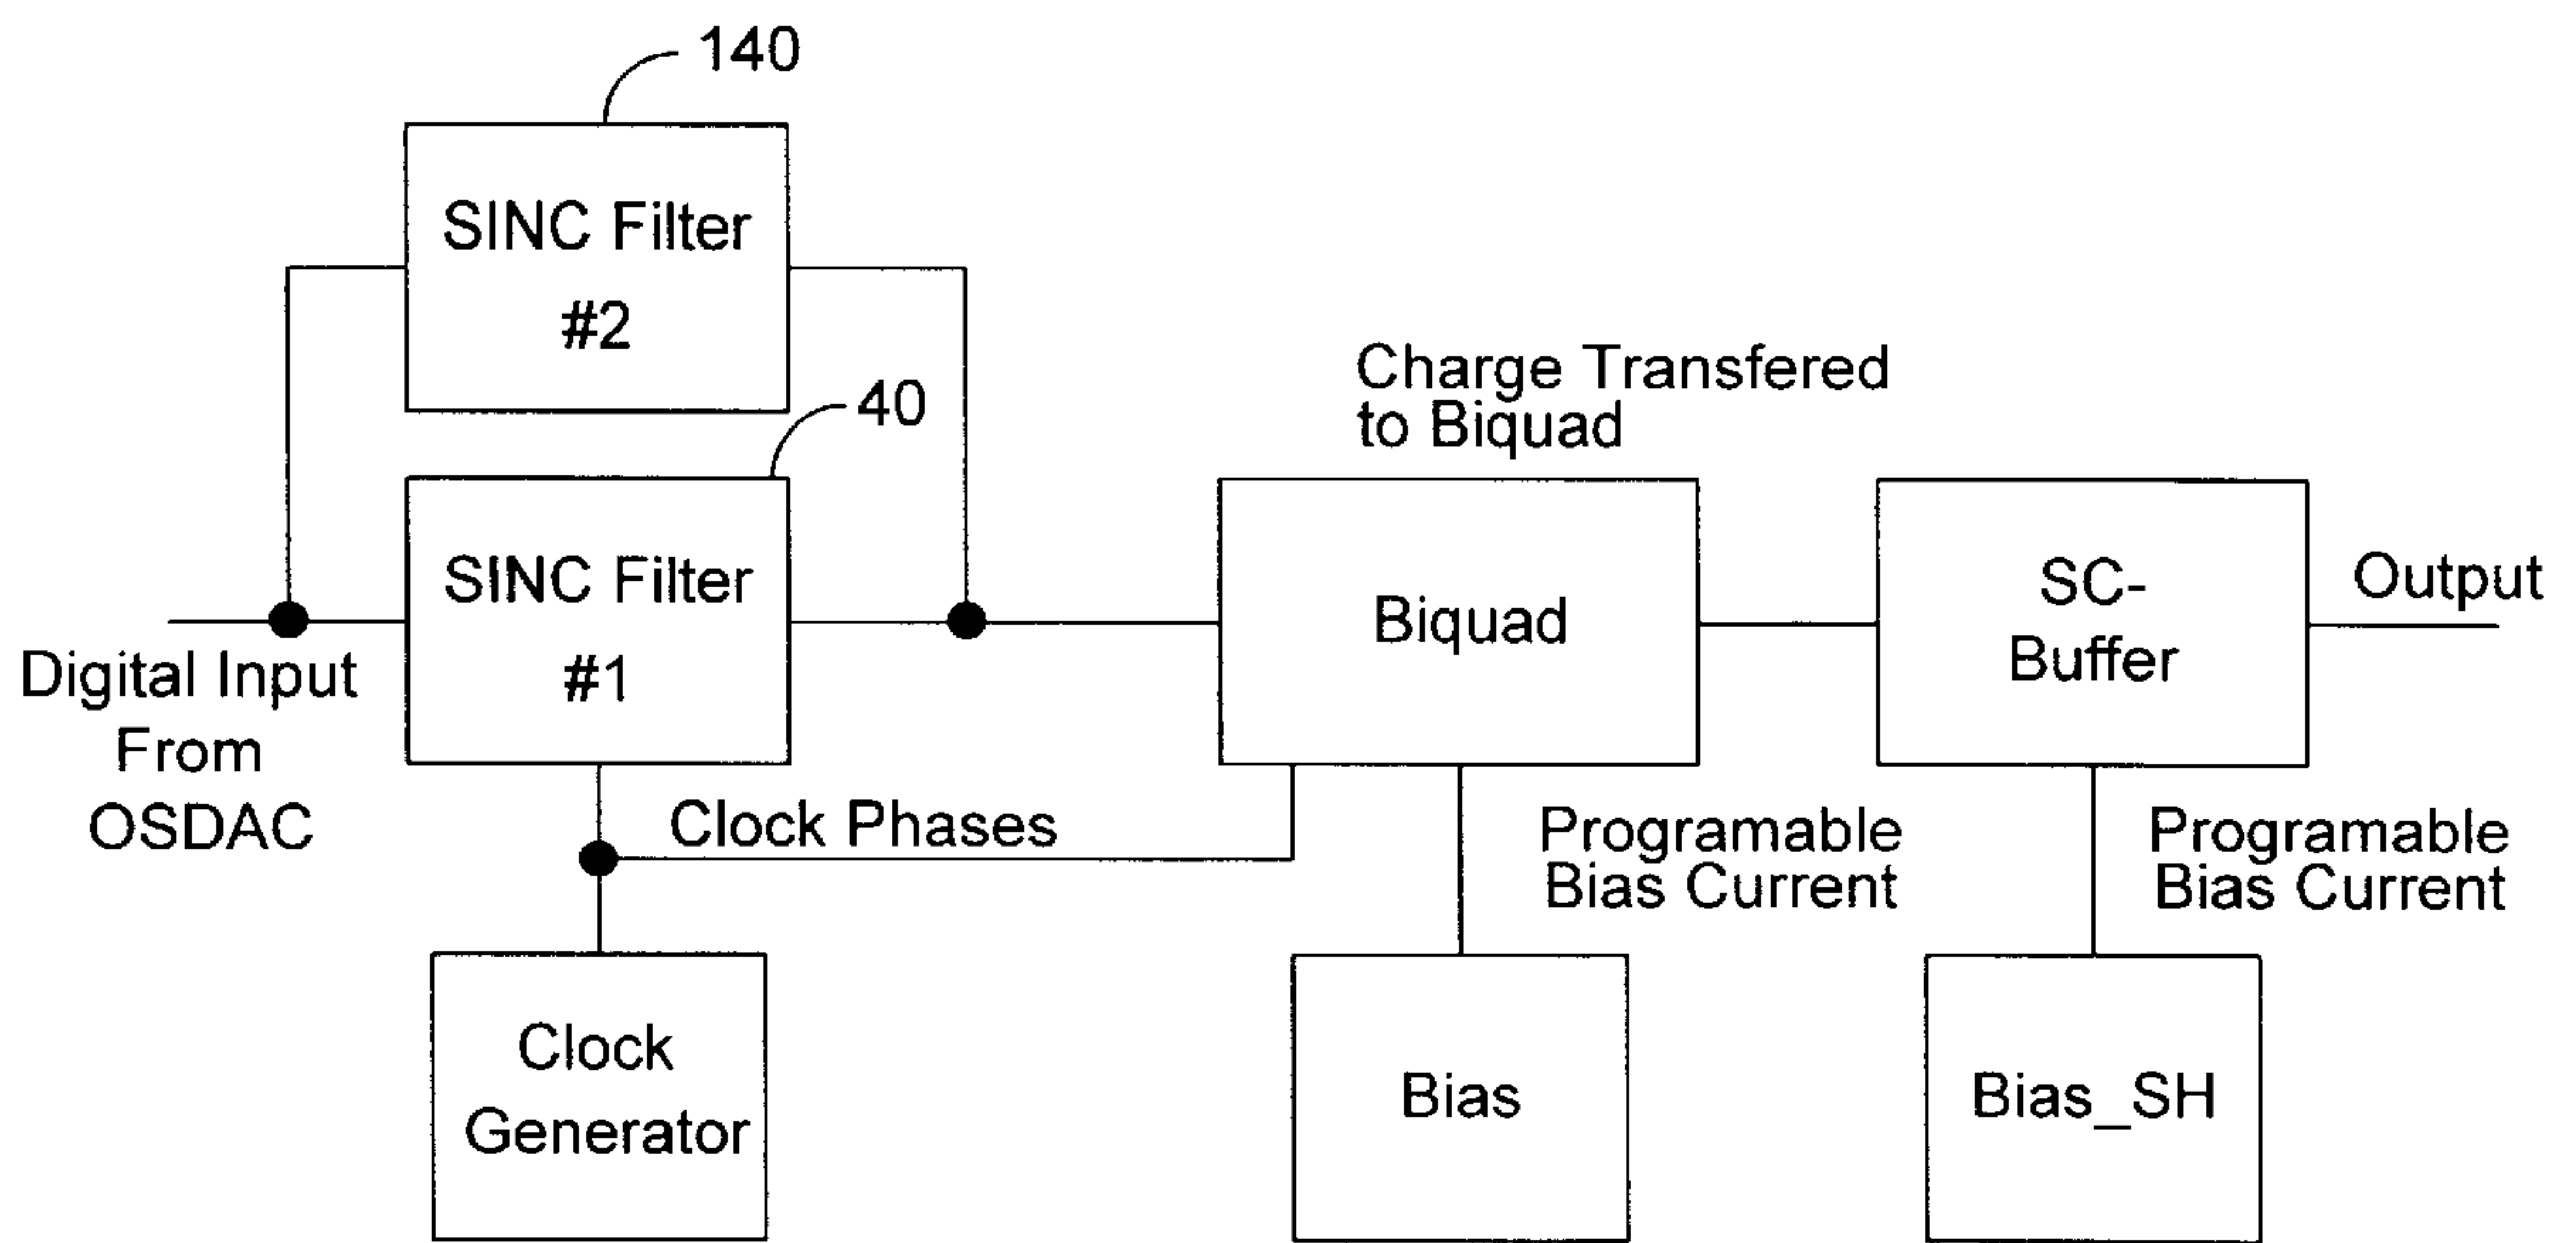 140
SINC Filter
#2
40
Charge Transfered
to Biquad
SINC Filter
#1
Biquad
SC-
Buffer
Output
Digital Input
From
OSDAC
Clock Phases
Programable
Bias Current
Programable
Bias Current
Clock
Generator
Bias
Bias_SH